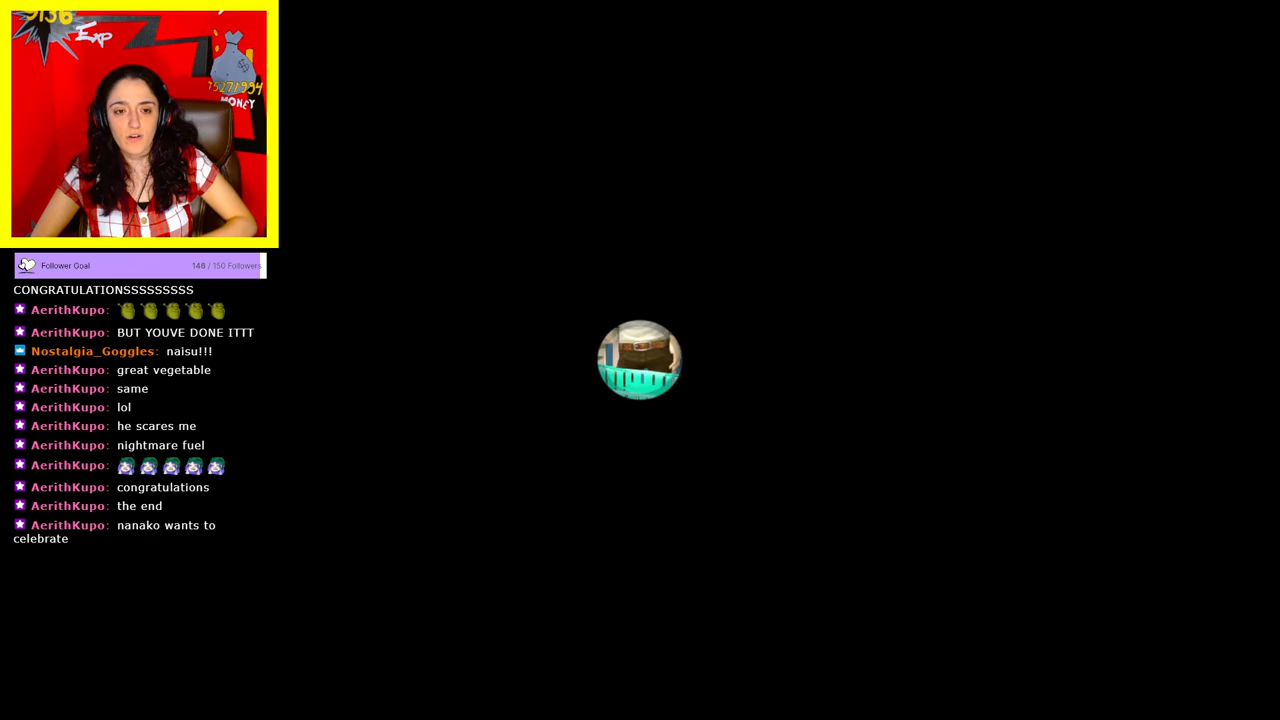 9136
Exp
75271994
MONEY
Follower Goal
146 / 150 Followers
CONGRATULATIONSSSSSSSSS
AerithKupo:
AerithKupo: BUT YOUVE DONE ITTT
Nostalgia_Goggles: naisu!!!
AerithKupo: great vegetable
AerithKupo: same
AerithKupo: lol
AerithKupo: he scares me
AerithKupo: nightmare fuel
AerithKupo:
AerithKupo: congratulations
AerithKupo: the end
AerithKupo: nanako wants to
celebrate